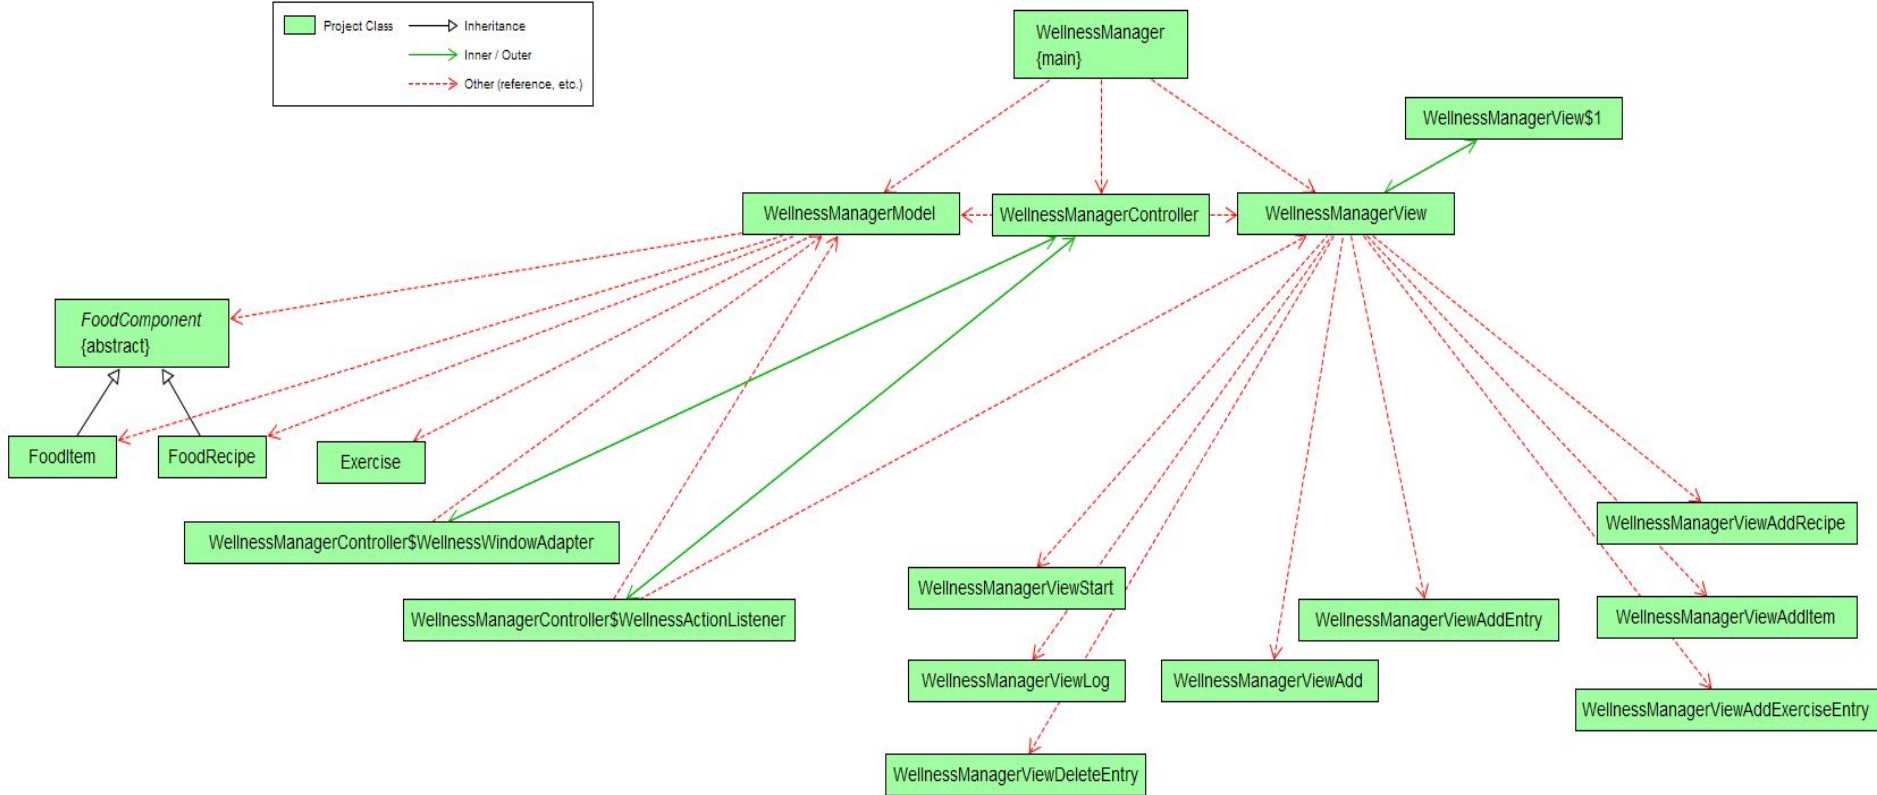 Project Class
Inheritance
Inner / Outer
Other (reference, etc.)
WellnessManager
{main}
WellnessManagerView$1
WellnessManagerModel
WellnessManagerController
WellnessManagerView
FoodComponent
{abstract}
FoodItem
FoodRecipe
Exercise
WellnessManagerController$WellnessWindowAdapter
WellnessManagerViewAddRecipe
WellnessManagerViewStart
WellnessManagerController$WellnessActionListener
WellnessManagerViewAddEntry
WellnessManagerViewAddItem
WellnessManagerViewLog
WellnessManagerViewAdd
WellnessManagerViewAddExerciseEntry
WellnessManagerViewDeleteEntry